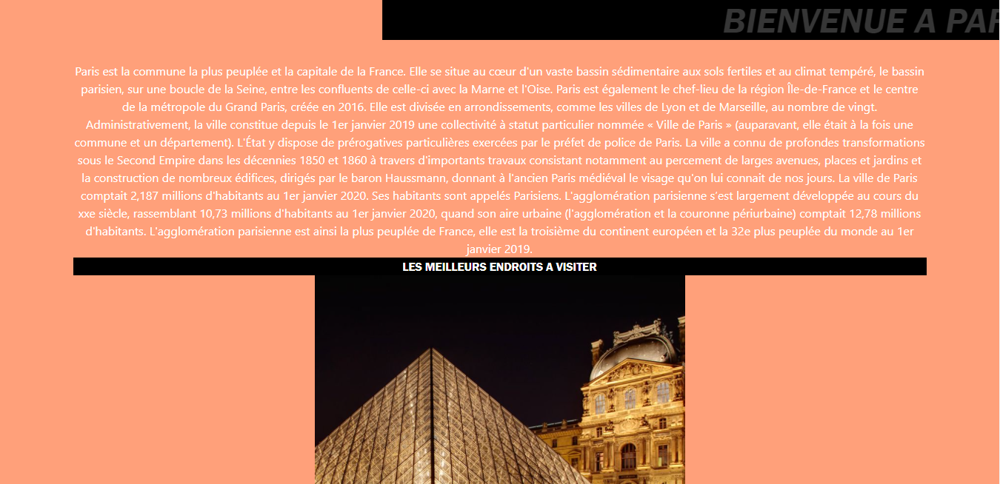 BIENVENUE A PAR
Paris est la commune la plus peuplée et la capitale de la France. Elle se situe au cœur d'un vaste bassin sédimentaire aux sols fertiles et au climat tempéré, le bassin
parisien, sur une boucle de la Seine, entre les confluents de celle-ci avec la Marne et l'Oise. Paris est également le chef-lieu de la région Île-de-France et le centre
de la métropole du Grand Paris, créée en 2016. Elle est divisée en arrondissements, comme les villes de Lyon et de Marseille, au nombre de vingt.
Administrativement, la ville constitue depuis le 1er janvier 2019 une collectivité à statut particulier nommée « Ville de Paris » (auparavant, elle était à la fois une
commune et un département). L'État y dispose de prérogatives particulières exercées par le préfet de police de Paris. La ville a connu de profondes transformations
sous le Second Empire dans les décennies 1850 et 1860 à travers d'importants travaux consistant notamment au percement de larges avenues, places et jardins et
la construction de nombreux édifices, dirigés par le baron Haussmann, donnant à l'ancien Paris médiéval le visage qu'on lui connait de nos jours. La ville de Paris
comptait 2,187 millions d'habitants au 1er janvier 2020. Ses habitants sont appelés Parisiens. L'agglomération parisienne s'est largement développée au cours du
xxe siècle, rassemblant 10,73 millions d'habitants au 1er janvier 2020, quand son aire urbaine (l'agglomération et la couronne périurbaine) comptait 12,78 millions
d'habitants. L'agglomération parisienne est ainsi la plus peuplée de France, elle est la troisième du continent européen et la 32e plus peuplée du monde au 1er
janvier 2019.
LES MEILLEURS ENDROITS A VISITER